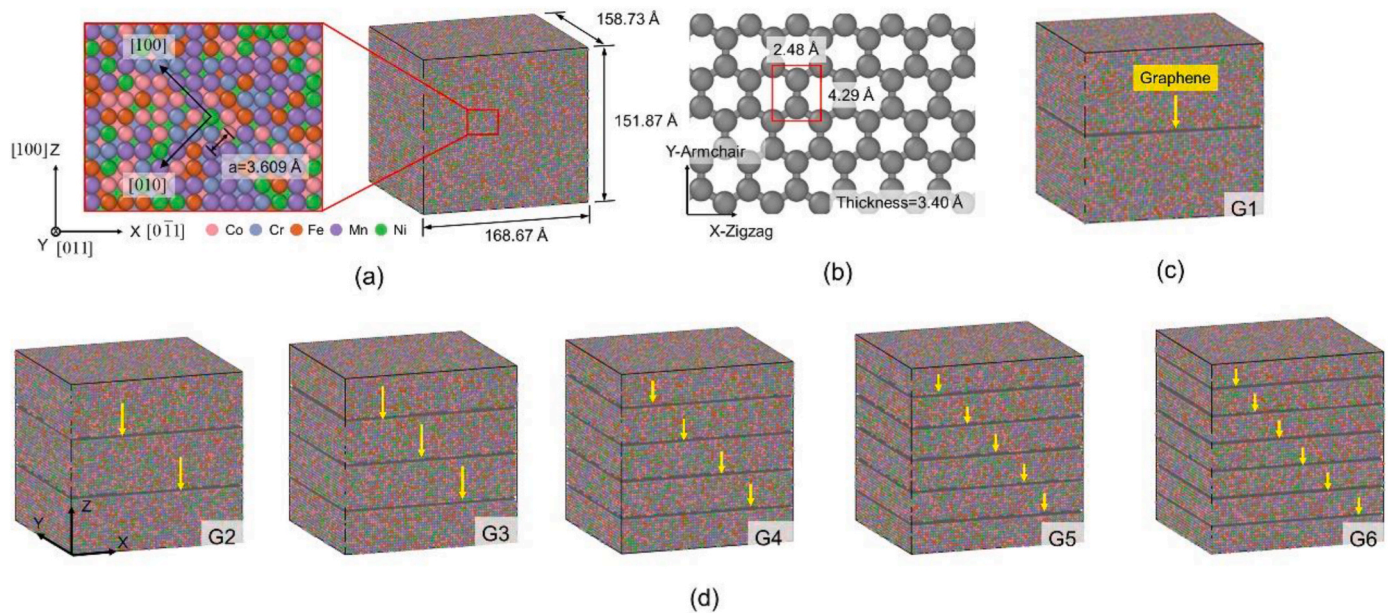 [100]
[010]
a=3.609 Å
[100] Z
Y
[011]
X [0 1̄ 1]
Co Cr Fe Mn Ni
158.73 Å
151.87 Å
168.67 Å
(a)
2.48 Å
4.29 Å
Y-Armchair
X-Zigzag
Thickness=3.40 Å
(b)
Graphene
G1
(c)
Z
Y
X
G2
G3
G4
G5
G6
(d)